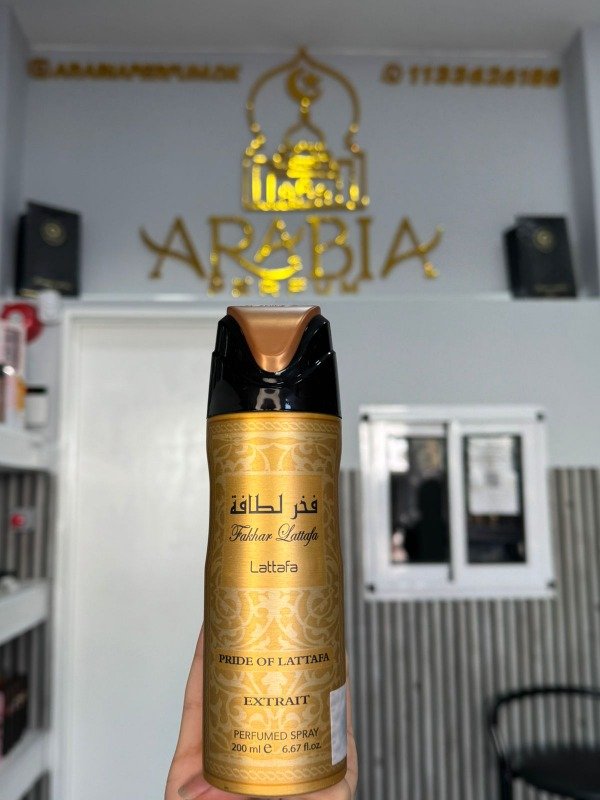 ARABIA
فخر لطافة
Fakhar Lattafa
Lattafa
PRIDE OF LATTAFA
EXTRAIT
PERFUMED SPRAY
200 ml e 6.67 fl.oz.